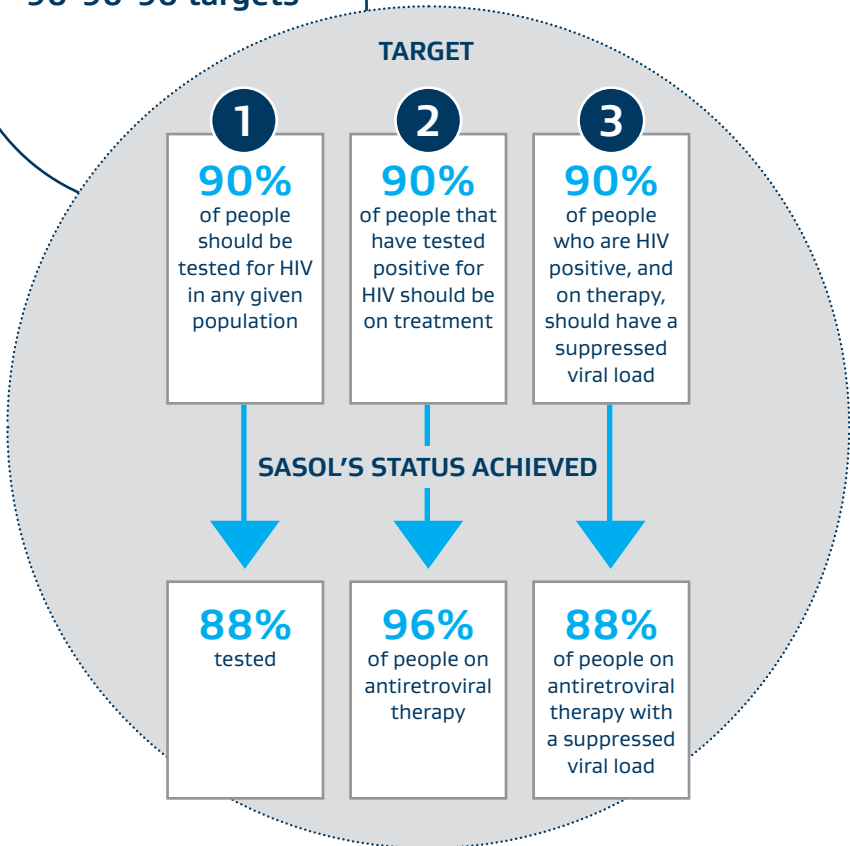 90-90-90 targets
TARGET
1
90%
of people
should be
tested for HIV
in any given
population
2
90%
of people that
have tested
positive for
HIV should be
on treatment
3
90%
of people
who are HIV
positive, and
on therapy,
should have a
suppressed
viral load
SASOL'S STATUS ACHIEVED
88%
tested
96%
of people on
antiretroviral
therapy
88%
of people on
antiretroviral
therapy with
a suppressed
viral load